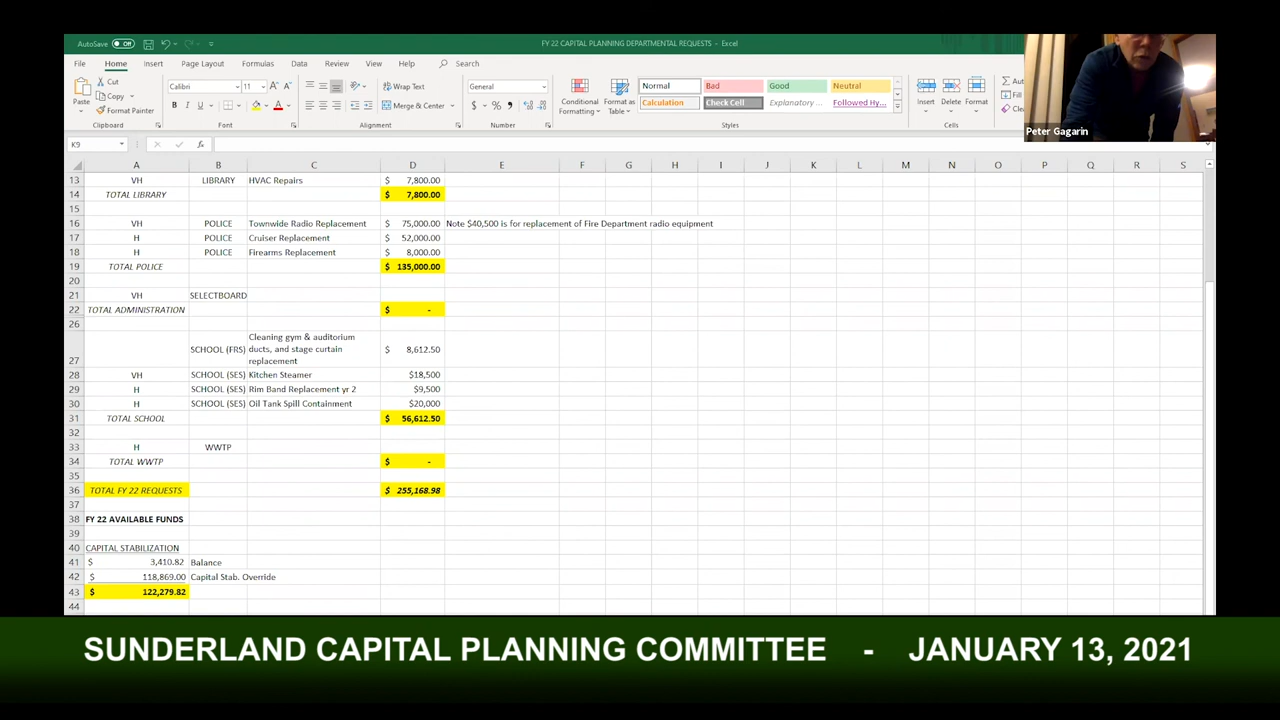 AutoSave Off
FY 22 CAPITAL PLANNING DEPARTMENTAL REQUESTS - Excel
File Home Insert Page Layout Formulas Data Review View Help Search
Paste
Cut
Copy
Format Painter
Clipboard
Calibri 11
B I U
Font
Wrap Text
Merge & Center
Alignment
General
$ %
Number
Conditional Formatting
Format as Table
Normal Bad Good Neutral
Calculation Check Cell Explanatory ... Followed Hy...
Styles
Insert Delete Format
Cells
Peter Gagarin
K9 fx
A B C D E F G H I J K L M N O P Q R S
13 VH LIBRARY HVAC Repairs $ 7,800.00
14 TOTAL LIBRARY $ 7,800.00
15
16 VH POLICE Townwide Radio Replacement $ 75,000.00 Note $40,500 is for replacement of Fire Department radio equipment
17 H POLICE Cruiser Replacement $ 52,000.00
18 H POLICE Firearms Replacement $ 8,000.00
19 TOTAL POLICE $ 135,000.00
20
21 VH SELECTBOARD
22 TOTAL ADMINISTRATION $ -
26
Cleaning gym & auditorium
27 SCHOOL (FRS) ducts, and stage curtain $ 8,612.50
replacement
28 VH SCHOOL (SES) Kitchen Steamer $18,500
29 H SCHOOL (SES) Rim Band Replacement yr 2 $9,500
30 H SCHOOL (SES) Oil Tank Spill Containment $20,000
31 TOTAL SCHOOL $ 56,612.50
32
33 H WWTP
34 TOTAL WWTP $ -
35
36 TOTAL FY 22 REQUESTS $ 255,168.98
37
38 FY 22 AVAILABLE FUNDS
39
40 CAPITAL STABILIZATION
41 $ 3,410.82 Balance
42 $ 118,869.00 Capital Stab. Override
43 $ 122,279.82
44
SUNDERLAND CAPITAL PLANNING COMMITTEE - JANUARY 13, 2021